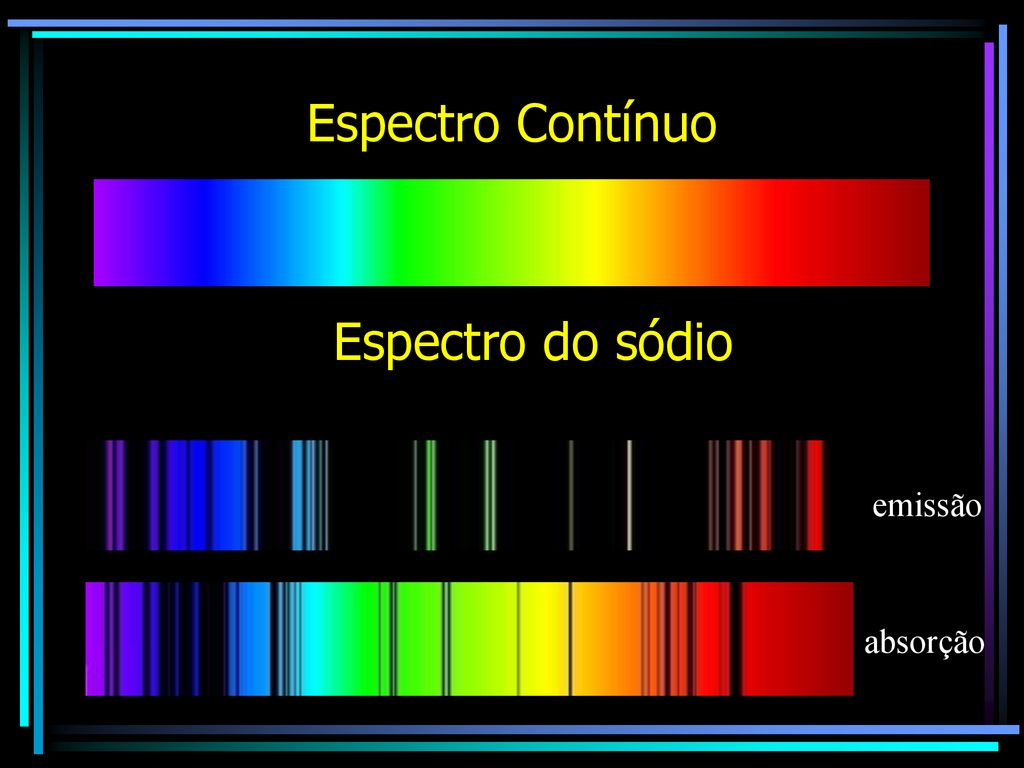 Espectro Contínuo
Espectro do sódio
emissão
absorção